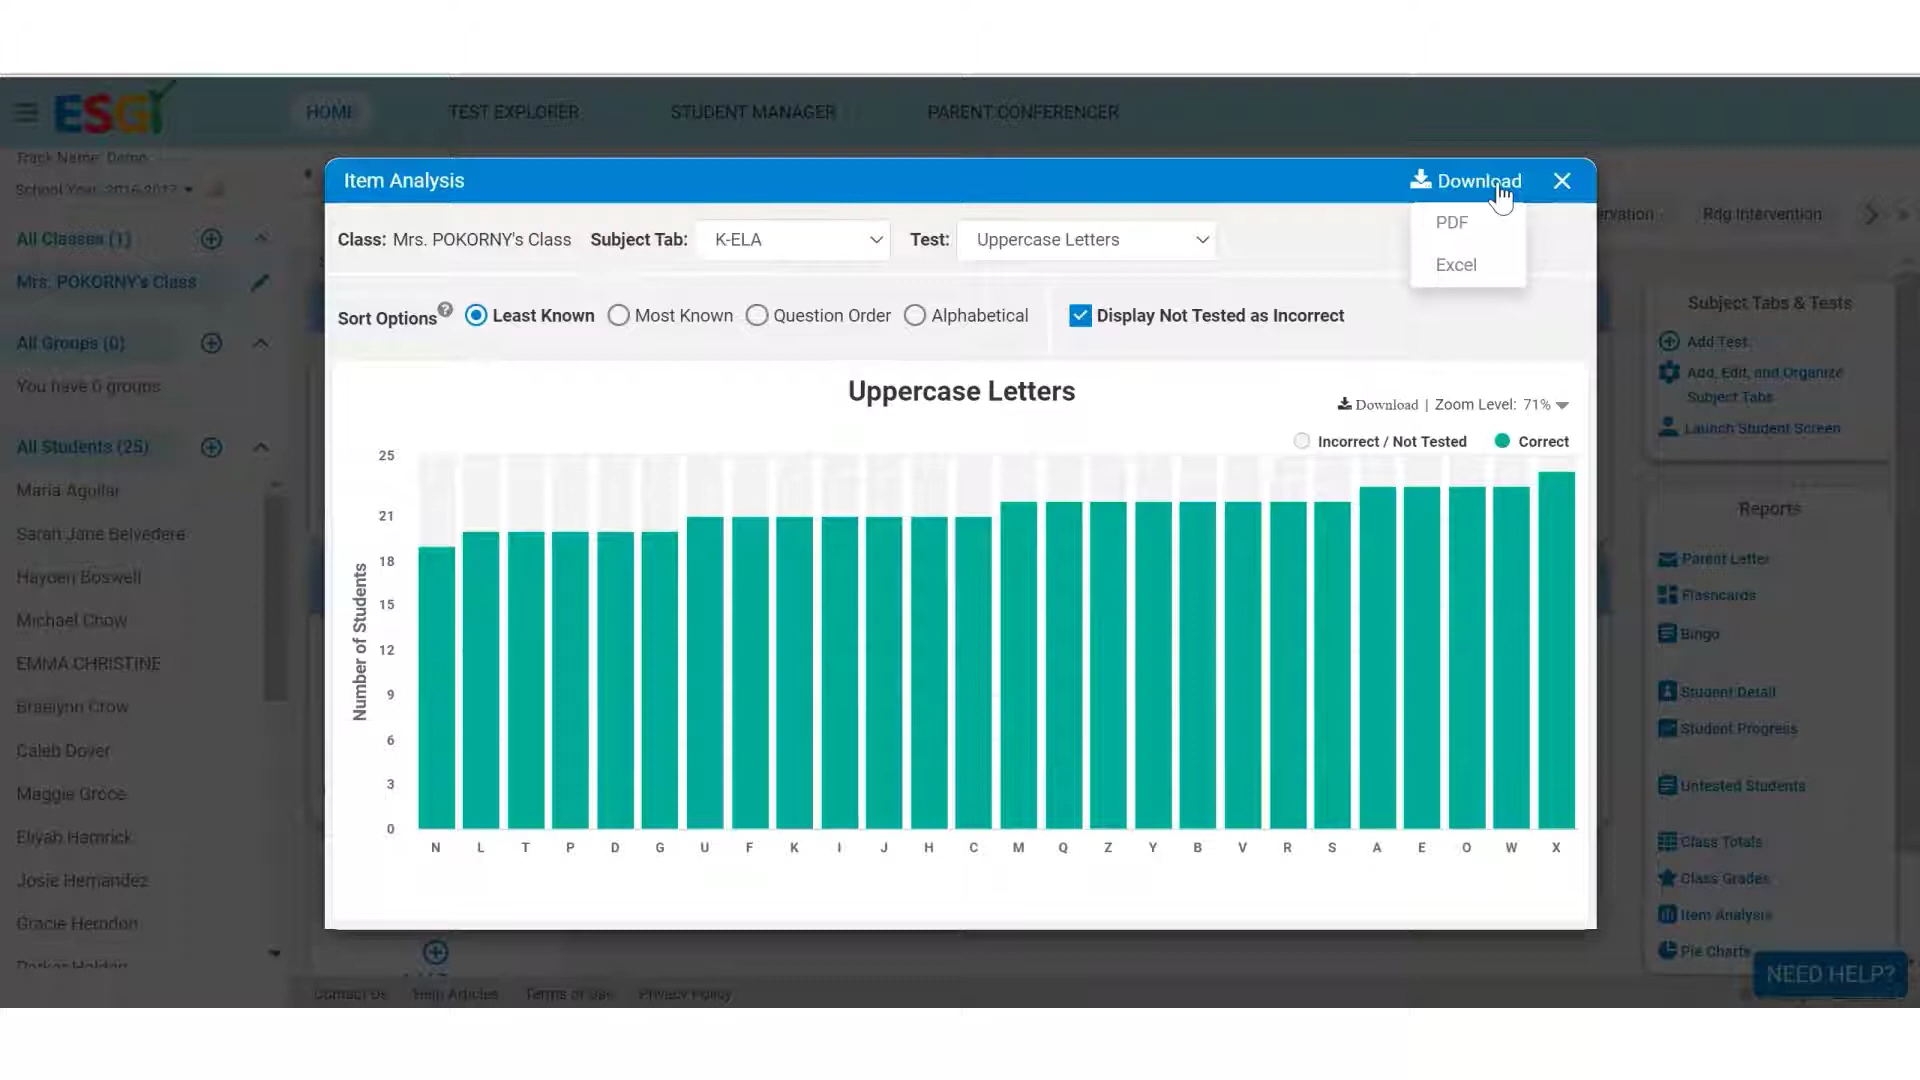 ESGI
HOME
TEST EXPLORER
STUDENT MANAGER
PARENT CONFERENCER
Track Name: Demo
School Year: 2016-2017
All Classes (1)
Mrs. POKORNY's Class
All Groups (0)
You have 0 groups
All Students (25)
Maria Aguilar
Sarah Jane Belvedere
Hayden Boswell
Michael Chow
EMMA CHRISTINE
Braelynn Crow
Caleb Dover
Maggie Groce
Eliyah Hamrick
Josie Hernandez
Gracie Herndon
Item Analysis
Download
PDF
Excel
Class: Mrs. POKORNY's Class
Subject Tab: K-ELA
Test: Uppercase Letters
Sort Options ?
Least Known
Most Known
Question Order
Alphabetical
Display Not Tested as Incorrect
Uppercase Letters
Download | Zoom Level: 71%
Incorrect / Not Tested
Correct
Number of Students
25
21
18
15
12
9
6
3
0
N L T P D G U F K I J H C M Q Z Y B V R S A E O W X
Rdg Intervention
Subject Tabs & Tests
Add Test
Add, Edit, and Organize
Subject Tabs
Launch Student Screen
Reports
Parent Letter
Flashcards
Bingo
Student Detail
Student Progress
Untested Students
Class Totals
Class Grades
Item Analysis
Pie Charts
NEED HELP?
Contact Us
Help Articles
Terms of Use
Privacy Policy